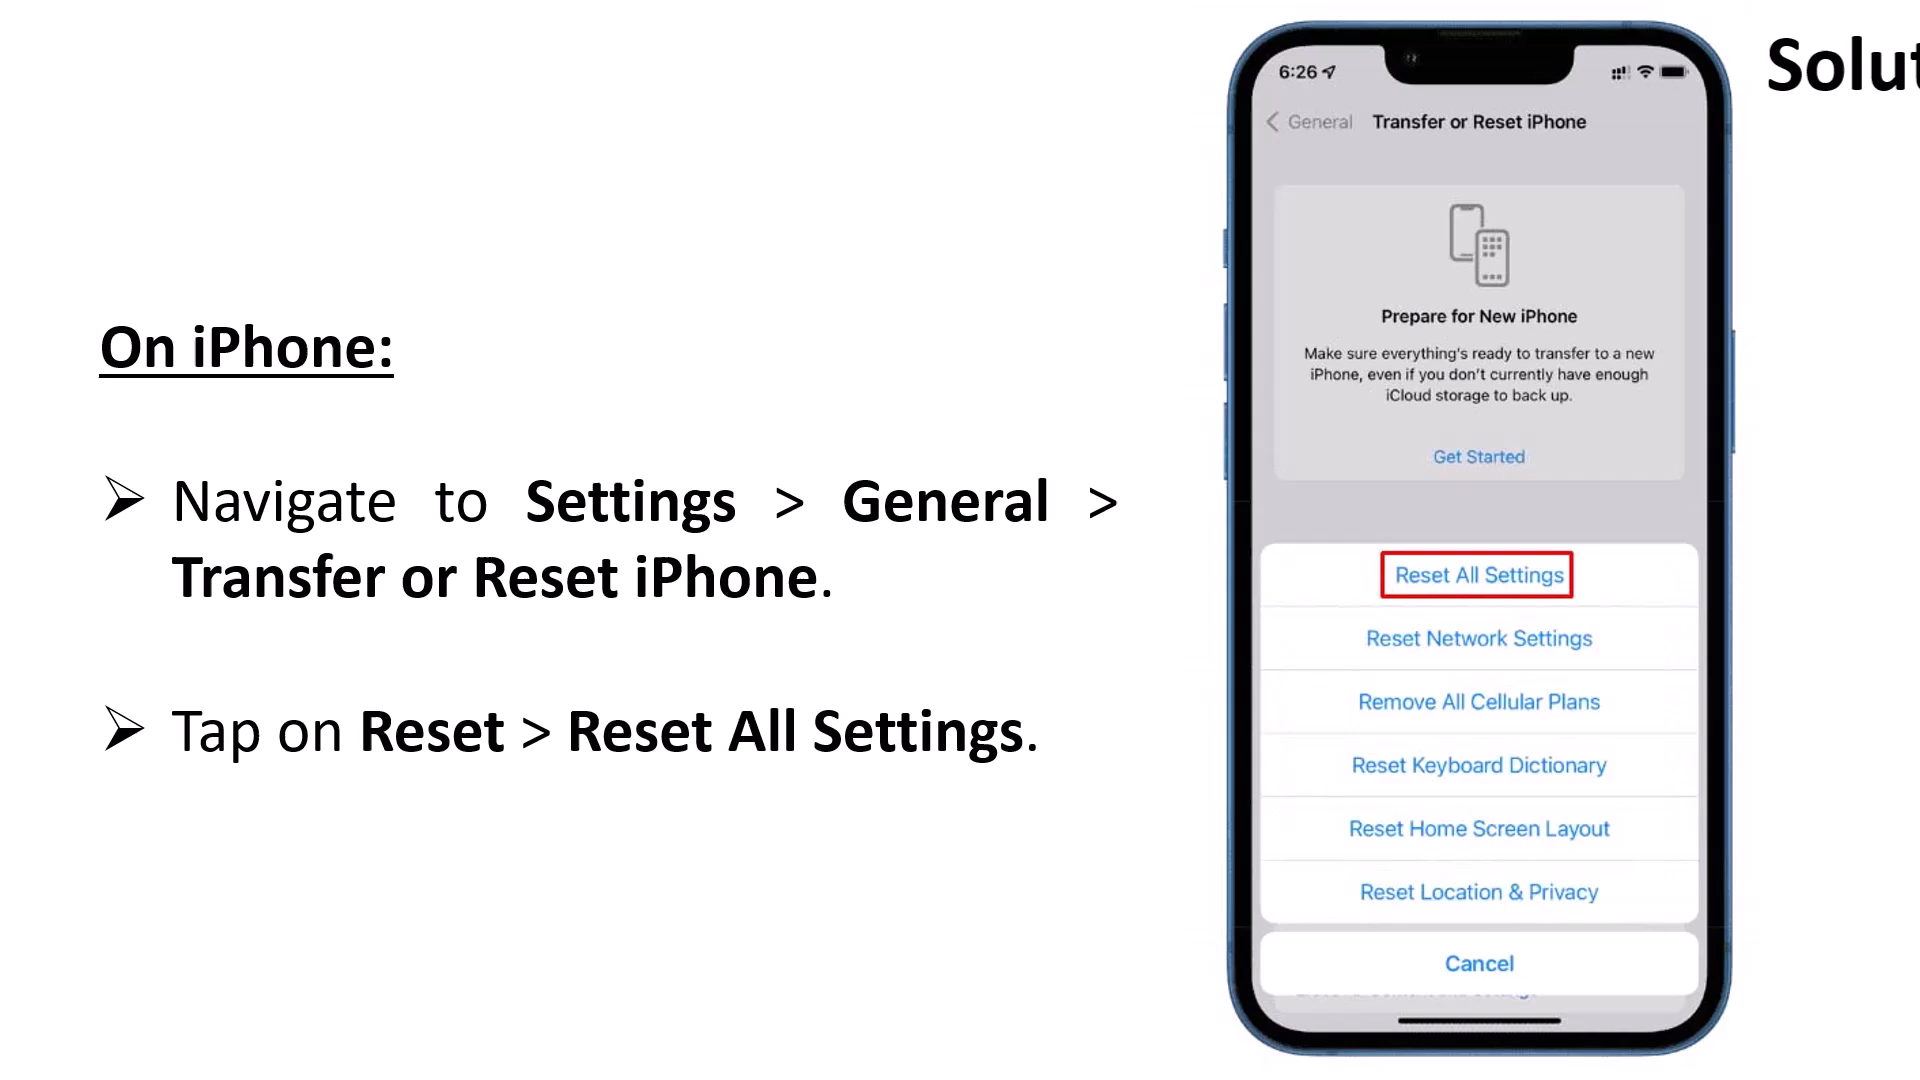 Solut
On iPhone:
➢ Navigate to Settings > General >
Transfer or Reset iPhone.
➢ Tap on Reset > Reset All Settings.
6:26
General Transfer or Reset iPhone
Prepare for New iPhone
Make sure everything's ready to transfer to a new
iPhone, even if you don't currently have enough
iCloud storage to back up.
Get Started
Reset All Settings
Reset Network Settings
Remove All Cellular Plans
Reset Keyboard Dictionary
Reset Home Screen Layout
Reset Location & Privacy
Cancel